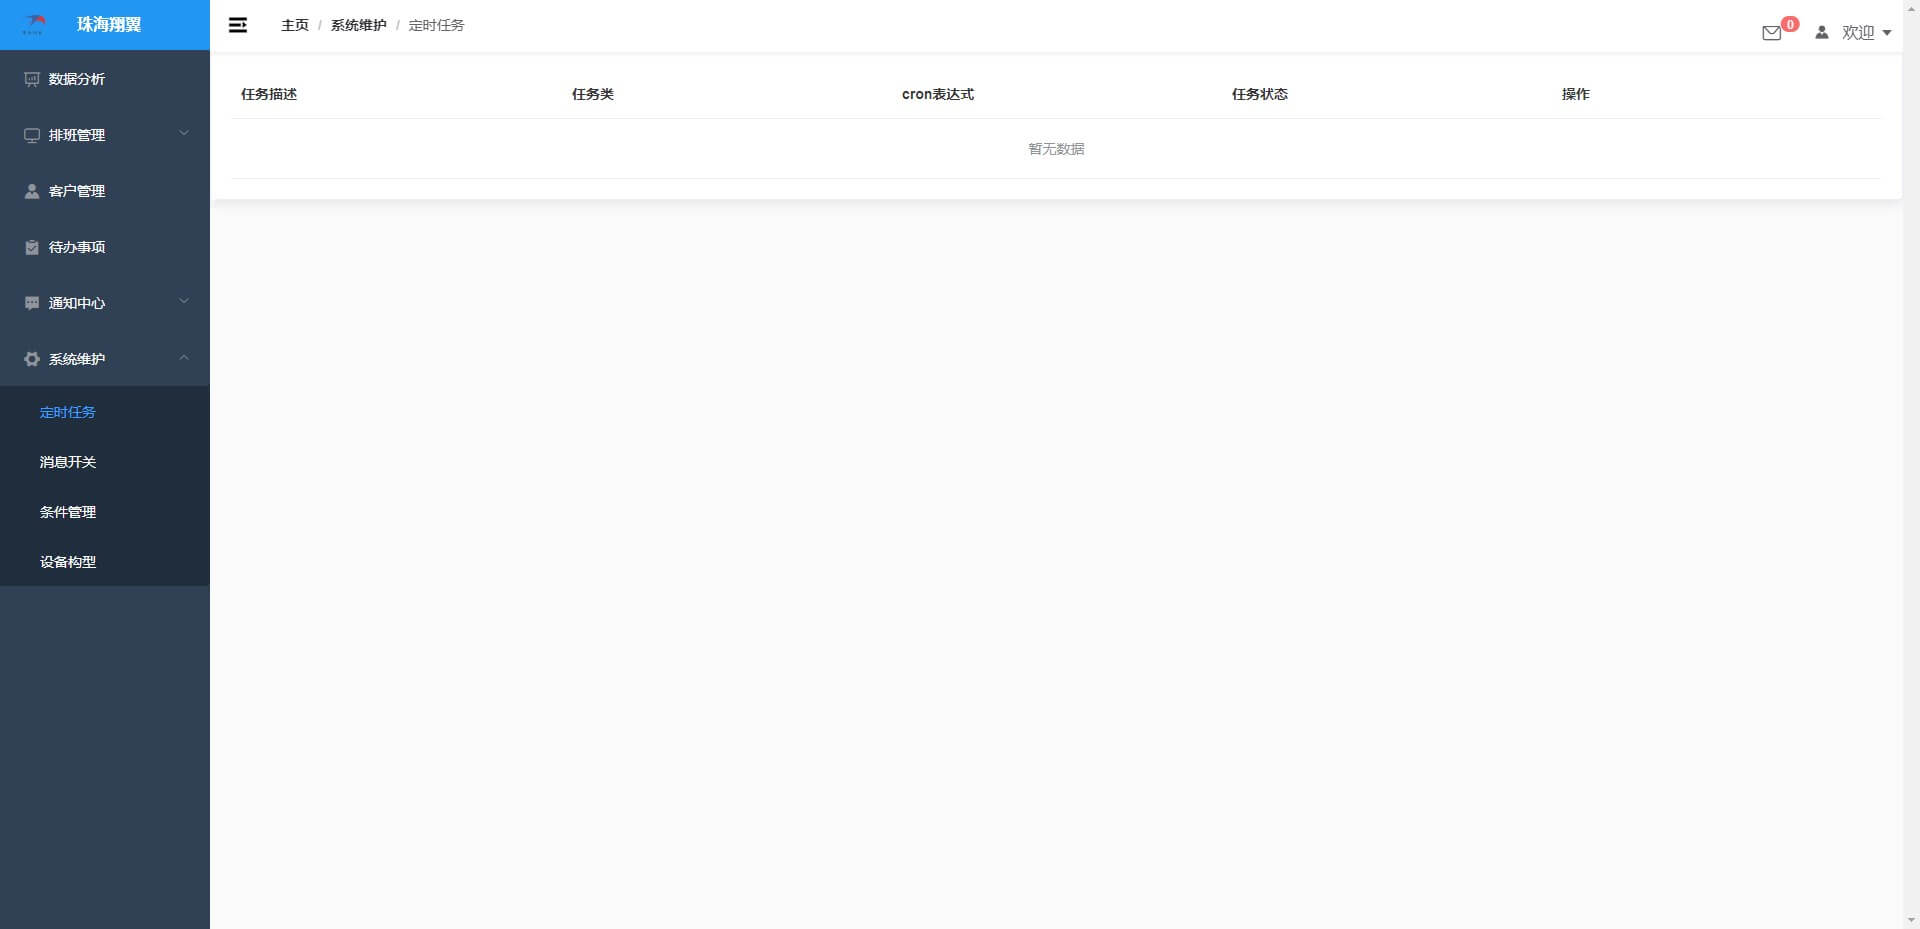 珠海翔翼
主页 / 系统维护 / 定时任务
0
欢迎
数据分析
排班管理
客户管理
待办事项
通知中心
系统维护
定时任务
消息开关
条件管理
设备构型
任务描述 任务类 cron表达式 任务状态 操作
暂无数据